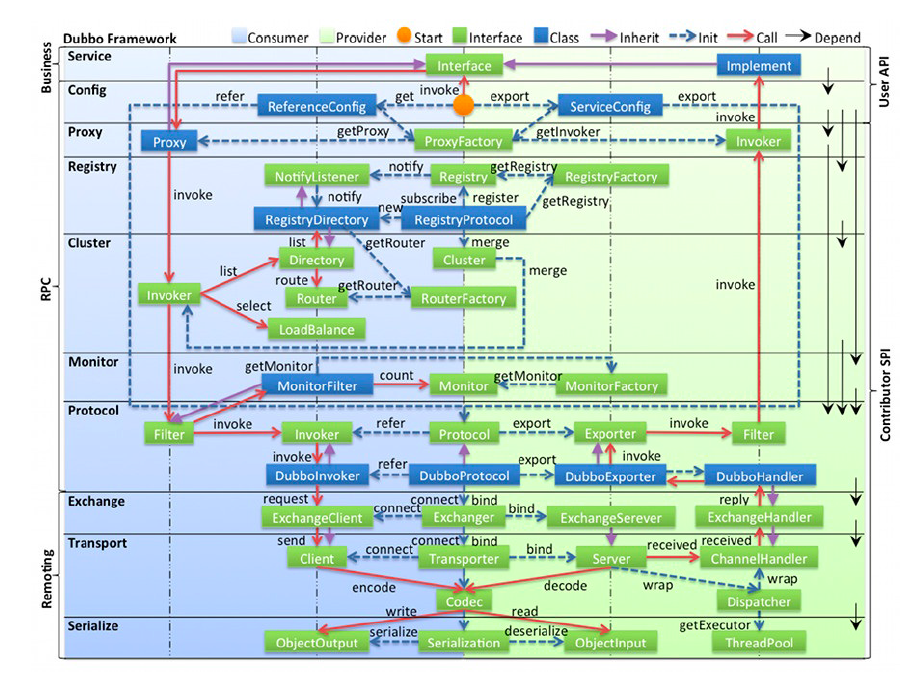 Dubbo Framework
Consumer
Provider
Start
Interface
Class
Inherit
Init
Call
Depend
Business
RPC
Remoting
User API
Contributor SPI
Service
Interface
Implement
Config
refer
ReferenceConfig
get
invoke
export
ServiceConfig
export
invoke
Proxy
Proxy
getProxy
ProxyFactory
getInvoker
Invoker
Registry
NotifyListener
notify
Registry
getRegistry
RegistryFactory
invoke
notify
subscribe
register
getRegistry
RegistryDirectory
new
RegistryProtocol
Cluster
list
getRouter
merge
Directory
Cluster
list
merge
route
getRouter
invoke
Invoker
Router
RouterFactory
select
LoadBalance
Monitor
invoke
getMonitor
MonitorFilter
count
Monitor
getMonitor
MonitorFactory
Protocol
Filter
invoke
Invoker
refer
Protocol
export
Exporter
invoke
Filter
invoke
refer
export
invoke
DubboInvoker
DubboProtocol
DubboExporter
DubboHandler
Exchange
request
connect
bind
reply
ExchangeClient
connect
Exchanger
bind
ExchangeSerever
ExchangeHandler
Transport
send
connect
bind
received
received
Client
connect
Transporter
bind
Server
ChannelHandler
encode
decode
wrap
wrap
Codec
Dispatcher
write
read
Serialize
serialize
deserialize
getExecutor
ObjectOutput
Serialization
ObjectInput
ThreadPool